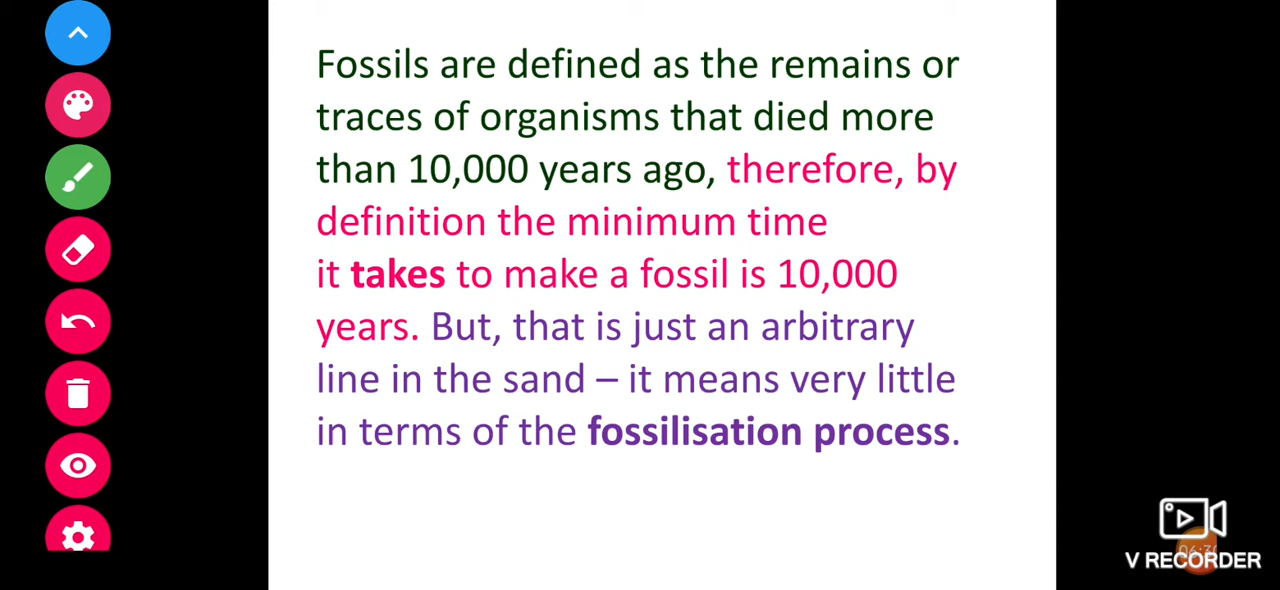 Fossils are defined as the remains or
traces of organisms that died more
than 10,000 years ago, therefore, by
definition the minimum time
it takes to make a fossil is 10,000
years. But, that is just an arbitrary
line in the sand – it means very little
in terms of the fossilisation process.
V RECORDER